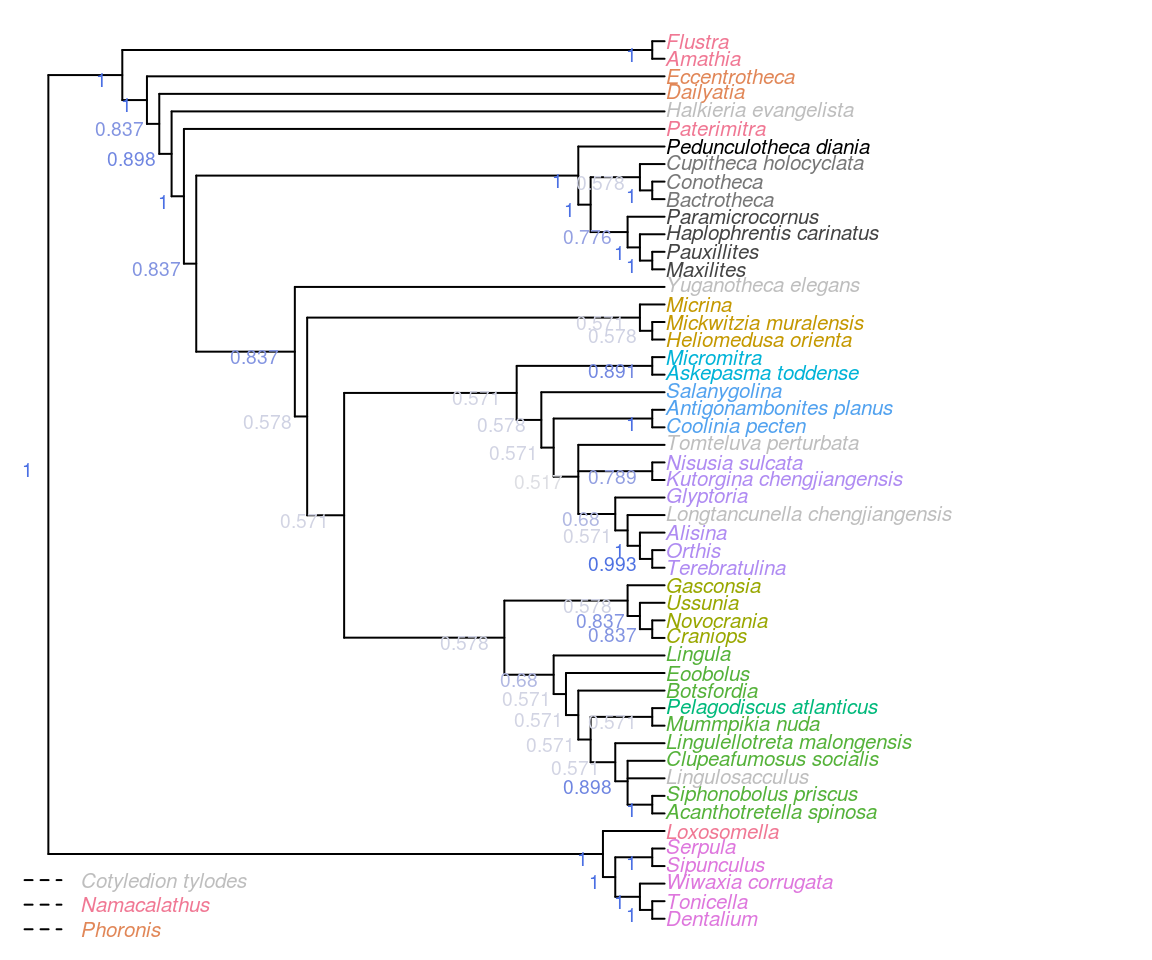 Flustra
1
Amathia
1
Eccentrotheca
Dailyatia
1
Halkieria evangelista
0.837
Paterimitra
Pedunculotheca diania
0.898
Cupitheca holocyclata
1
0.578
Conotheca
1
Bactrotheca
1
1
Paramicrocornus
0.776
Haplophrentis carinatus
1
Pauxillites
0.837
1
Maxilites
Yuganotheca elegans
Micrina
0.571
Mickwitzia muralensis
0.578
Heliomedusa orienta
0.837
Micromitra
0.891
Askepasma toddense
Salanygolina
0.571
Antigonambonites planus
0.578
0.578
1
Coolinia pecten
Tomteluva perturbata
0.571
Nisusia sulcata
1
0.789
Kutorgina chengjiangensis
0.517
Glyptoria
Longtancunella chengjiangensis
0.571
0.68
Alisina
0.571
1
Orthis
0.993
Terebratulina
Gasconsia
0.578
Ussunia
0.837
Novocrania
0.837
Craniops
0.578
Lingula
0.68
Eoobolus
0.571
Botsfordia
Pelagodiscus atlanticus
0.571
0.571
Mummpikia nuda
0.571
Lingulellotreta malongensis
Clupeafumosus socialis
0.571
Lingulosacculus
0.898
Siphonobolus priscus
1
Acanthotretella spinosa
Loxosomella
Serpula
1
1
Sipunculus
1
Wiwaxia corrugata
1
Tonicella
1
Dentalium
Cotyledion tylodes
Namacalathus
Phoronis